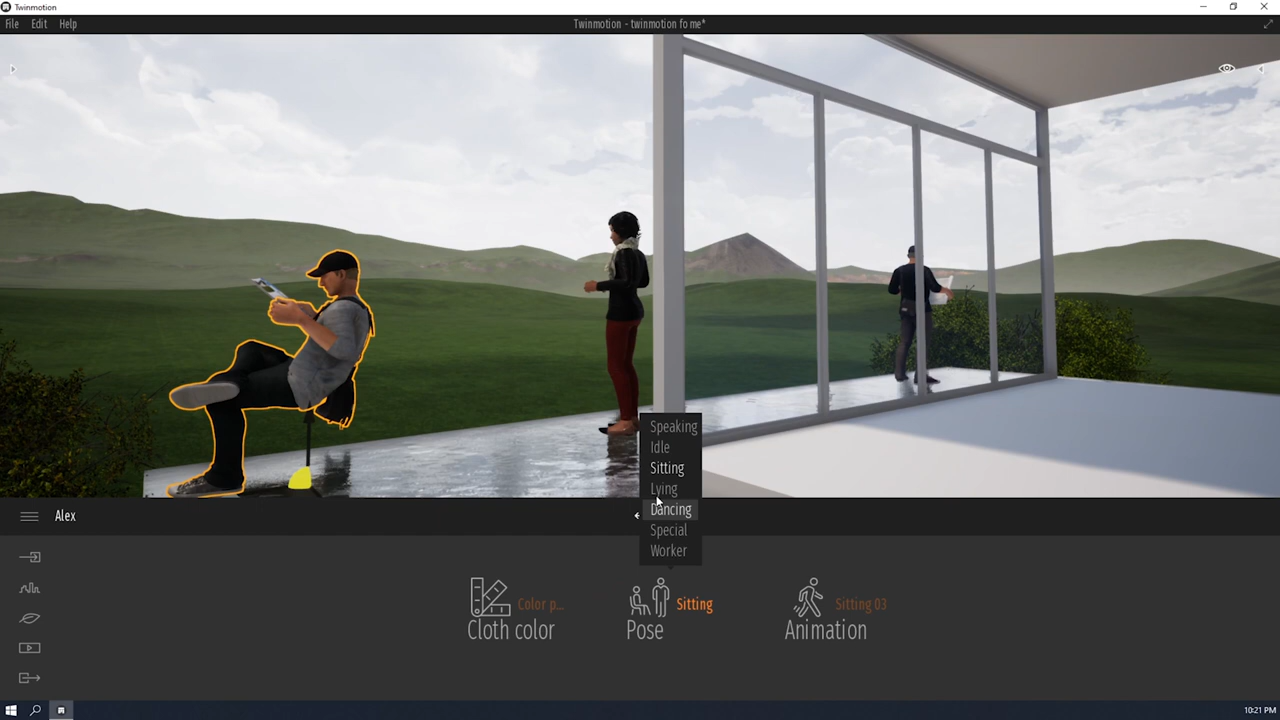 Twinmotion
File Edit Help
Twinmotion - twinmotion fo me*
Speaking
Idle
Sitting
Lying
Dancing
Special
Worker
Alex
Color p...
Cloth color
Sitting
Pose
Sitting 03
Animation
10:21 PM